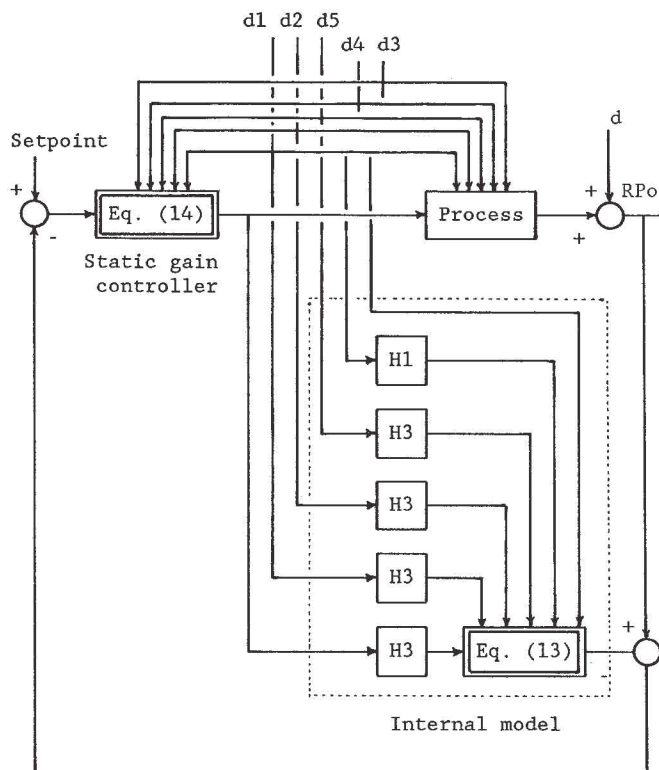 d1 d2 d5
d4 d3
d
Setpoint
+
+
RPo
Eq. (14)
Process
-
+
Static gain
controller
H1
H3
H3
H3
+
H3
Eq. (13)
-
Internal model